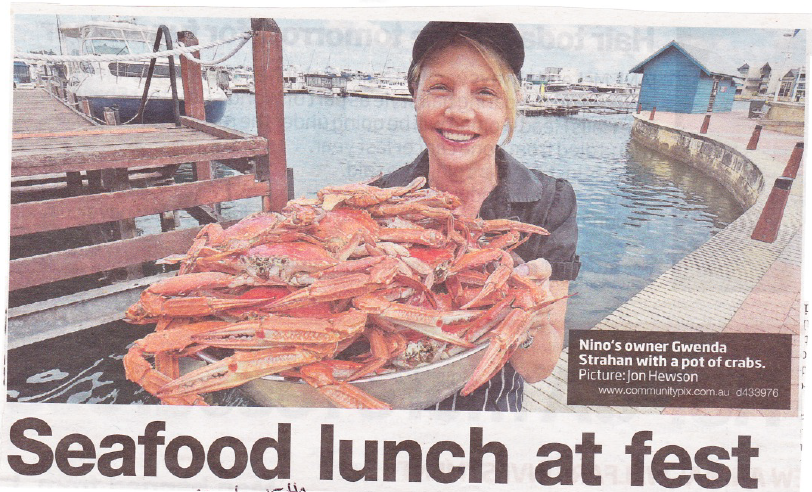 Nino's owner Gwenda
Strahan with a pot of crabs.
Picture: Jon Hewson
www.communitypix.com.au d433976
Seafood lunch at fest